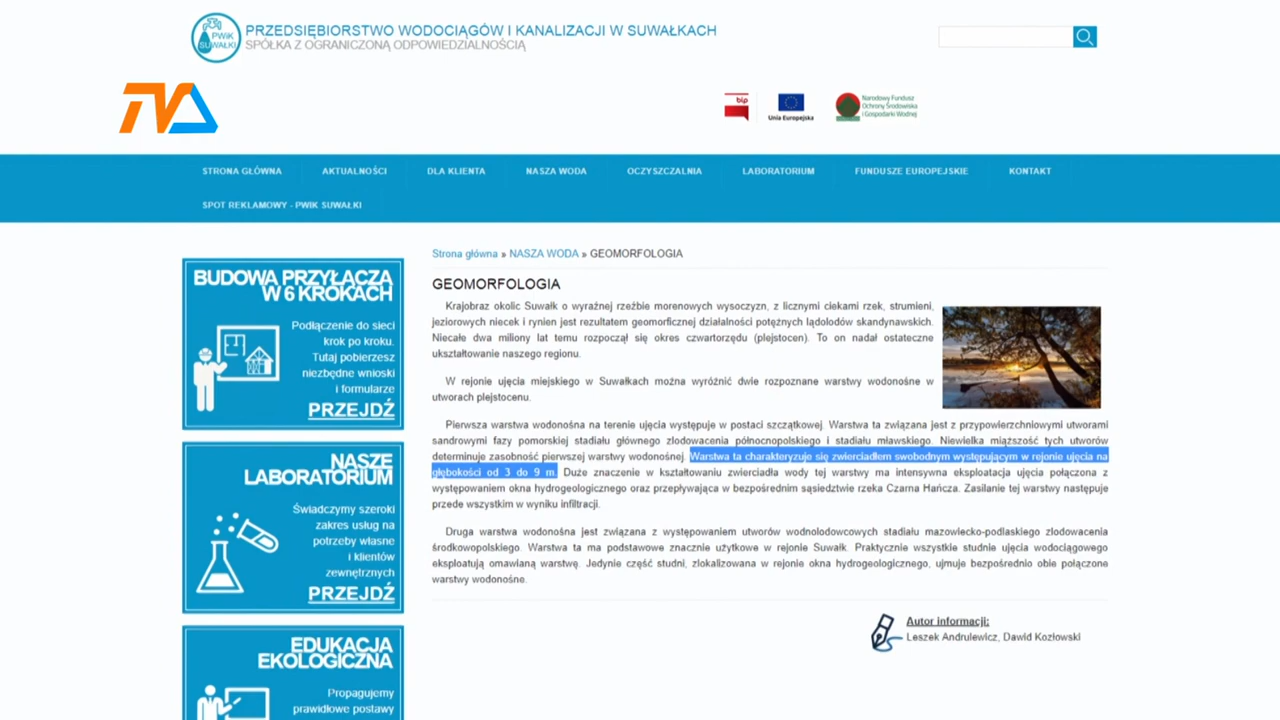 PWiK
SUWAŁKI
PRZEDSIĘBIORSTWO WODOCIĄGÓW I KANALIZACJI W SUWAŁKACH
SPÓŁKA Z OGRANICZONĄ ODPOWIEDZIALNOŚCIĄ
TVA
bip
Unia Europejska
Narodowy Fundusz
Ochrony Środowiska
i Gospodarki Wodnej
STRONA GŁÓWNA AKTUALNOŚCI DLA KLIENTA NASZA WODA OCZYSZCZALNIA LABORATORIUM FUNDUSZE EUROPEJSKIE KONTAKT
SPOT REKLAMOWY - PWIK SUWAŁKI
BUDOWA PRZYŁĄCZA
W 6 KROKACH
Podłączenie do sieci
krok po kroku.
Tutaj pobierzesz
niezbędne wnioski
i formularze
PRZEJDŹ
NASZE
LABORATORIUM
Świadczymy szeroki
zakres usług na
potrzeby własne
i klientów
zewnętrznych
PRZEJDŹ
EDUKACJA
EKOLOGICZNA
Propagujemy
prawidłowe postawy
Strona główna » NASZA WODA » GEOMORFOLOGIA
GEOMORFOLOGIA
Krajobraz okolic Suwałk o wyraźnej rzeźbie morenowych wysoczyzn, z licznymi ciekami rzek, strumieni,
jeziorowych niecek i rynien jest rezultatem geomorficznej działalności potężnych lądolodów skandynawskich.
Niecałe dwa miliony lat temu rozpoczął się okres czwartorzędu (plejstocen). To on nadał ostateczne
ukształtowanie naszego regionu.
W rejonie ujęcia miejskiego w Suwałkach można wyróżnić dwie rozpoznane warstwy wodonośne w
utworach plejstocenu.
Pierwsza warstwa wodonośna na terenie ujęcia występuje w postaci szczątkowej. Warstwa ta związana jest z przypowierzchniowymi utworami
sandrowymi fazy pomorskiej stadiału głównego zlodowacenia północnopolskiego i stadiału mławskiego. Niewielka miąższość tych utworów
determinuje zasobność pierwszej warstwy wodonośnej. Warstwa ta charakteryzuje się zwierciadłem swobodnym występującym w rejonie ujęcia na
głębokości od 3 do 9 m. Duże znaczenie w kształtowaniu zwierciadła wody tej warstwy ma intensywna eksploatacja ujęcia połączona z
występowaniem okna hydrogeologicznego oraz przepływająca w bezpośrednim sąsiedztwie rzeka Czarna Hańcza. Zasilanie tej warstwy następuje
przede wszystkim w wyniku infiltracji.
Druga warstwa wodonośna jest związana z występowaniem utworów wodnolodowcowych stadiału mazowiecko-podlaskiego zlodowacenia
środkowopolskiego. Warstwa ta ma podstawowe znacznie użytkowe w rejonie Suwałk. Praktycznie wszystkie studnie ujęcia wodociągowego
eksploatują omawianą warstwę. Jedynie część studni, zlokalizowana w rejonie okna hydrogeologicznego, ujmuje bezpośrednio obie połączone
warstwy wodonośne.
Autor informacji:
Leszek Andrulewicz, Dawid Kozłowski